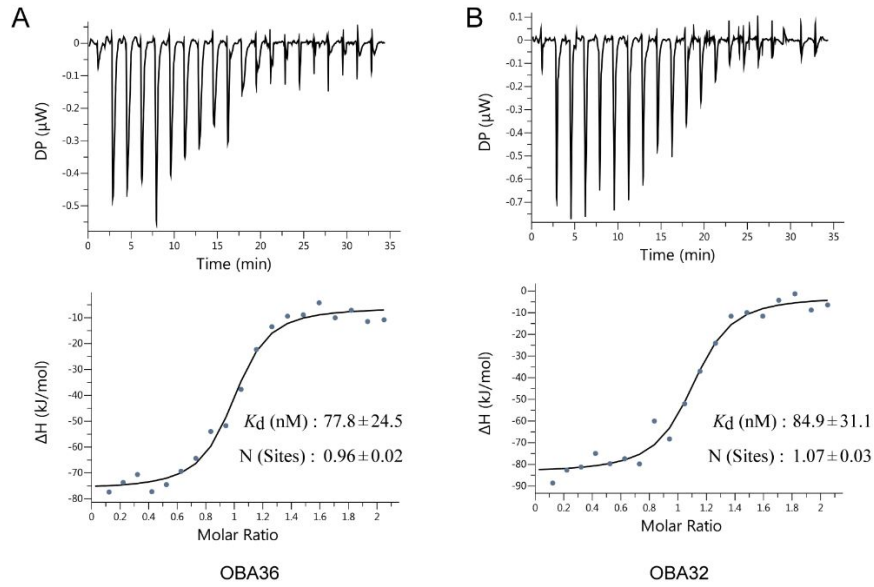 A
0
-0.1
-0.2
-0.3
-0.4
-0.5
DP (μW)
0 5 10 15 20 25 30 35
Time (min)
-10
-20
-30
-40
-50
-60
-70
-80
ΔH (kJ/mol)
Kd (nM) : 77.8±24.5
N (Sites) : 0.96±0.02
0 0.2 0.4 0.6 0.8 1 1.2 1.4 1.6 1.8 2
Molar Ratio
OBA36
B
0.1
0
-0.1
-0.2
-0.3
-0.4
-0.5
-0.6
-0.7
DP (μW)
0 5 10 15 20 25 30 35
Time (min)
0
-10
-20
-30
-40
-50
-60
-70
-80
-90
ΔH (kJ/mol)
Kd (nM) : 84.9±31.1
N (Sites) : 1.07±0.03
0 0.2 0.4 0.6 0.8 1 1.2 1.4 1.6 1.8 2
Molar Ratio
OBA32